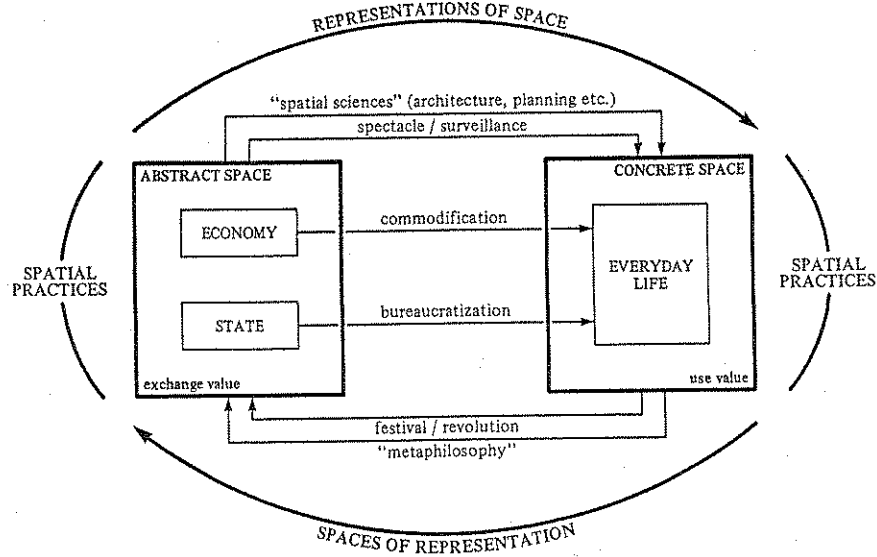 REPRESENTATIONS OF SPACE
"spatial sciences" (architecture, planning etc.)
spectacle / surveillance
ABSTRACT SPACE
CONCRETE SPACE
ECONOMY
commodification
EVERYDAY
LIFE
SPATIAL
PRACTICES
SPATIAL
PRACTICES
STATE
bureaucratization
exchange value
use value
festival / revolution
"metaphilosophy"
SPACES OF REPRESENTATION